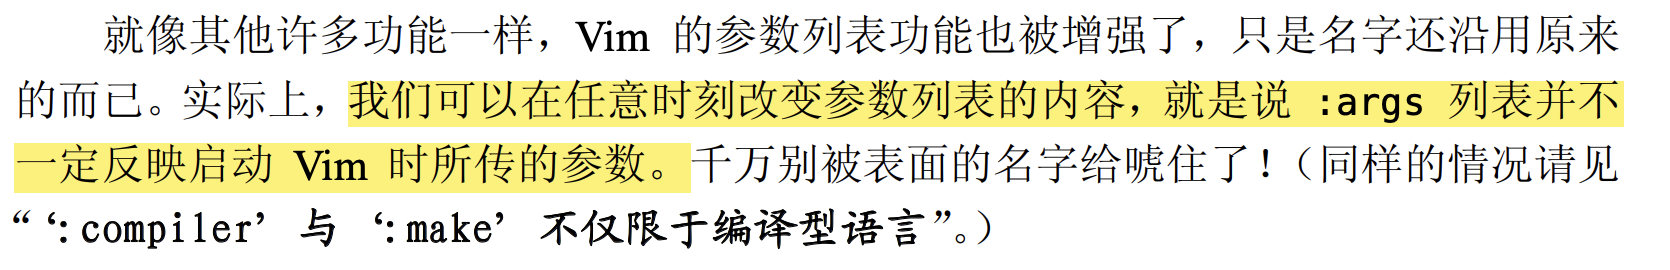 就像其他许多功能一样，Vim 的参数列表功能也被增强了，只是名字还沿用原来
的而已。实际上，我们可以在任意时刻改变参数列表的内容，就是说 :args 列表并不
一定反映启动 Vim 时所传的参数。千万别被表面的名字给唬住了！（同样的情况请见
“‘:compiler’ 与 ‘:make’ 不仅限于编译型语言”。）